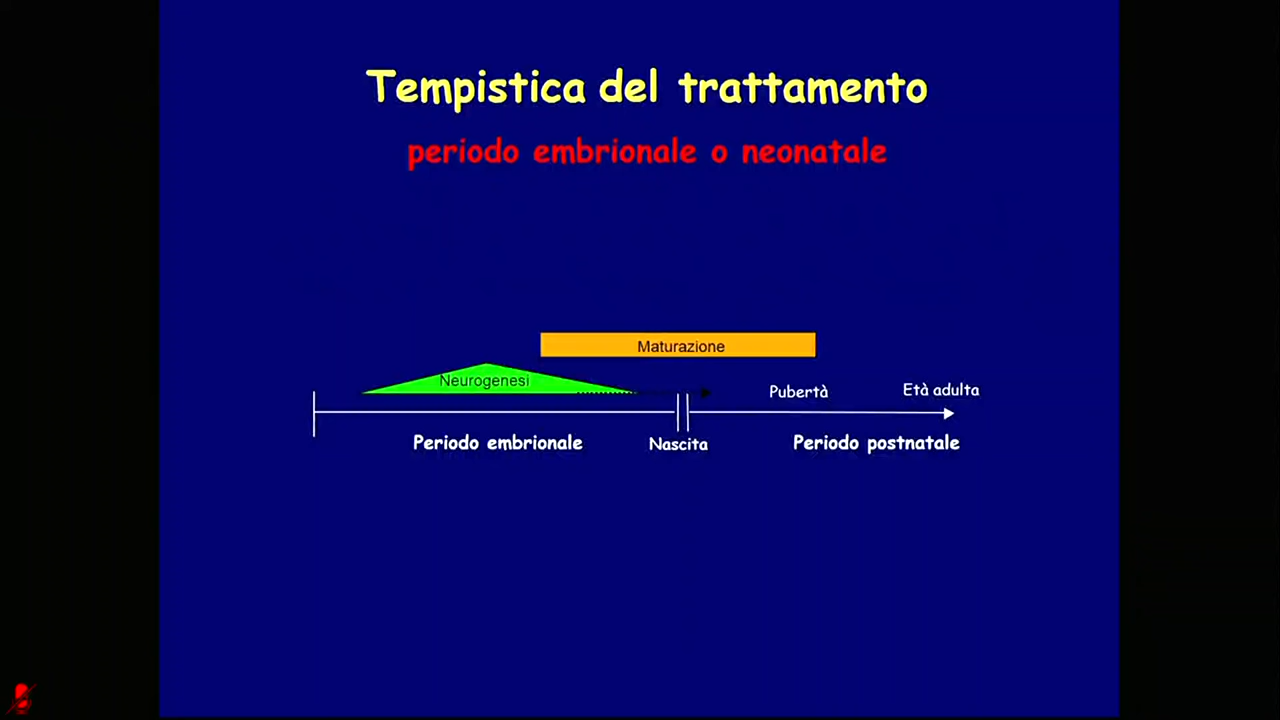 Tempistica del trattamento
periodo embrionale o neonatale
Maturazione
Neurogenesi
Pubertà
Età adulta
Periodo embrionale
Nascita
Periodo postnatale